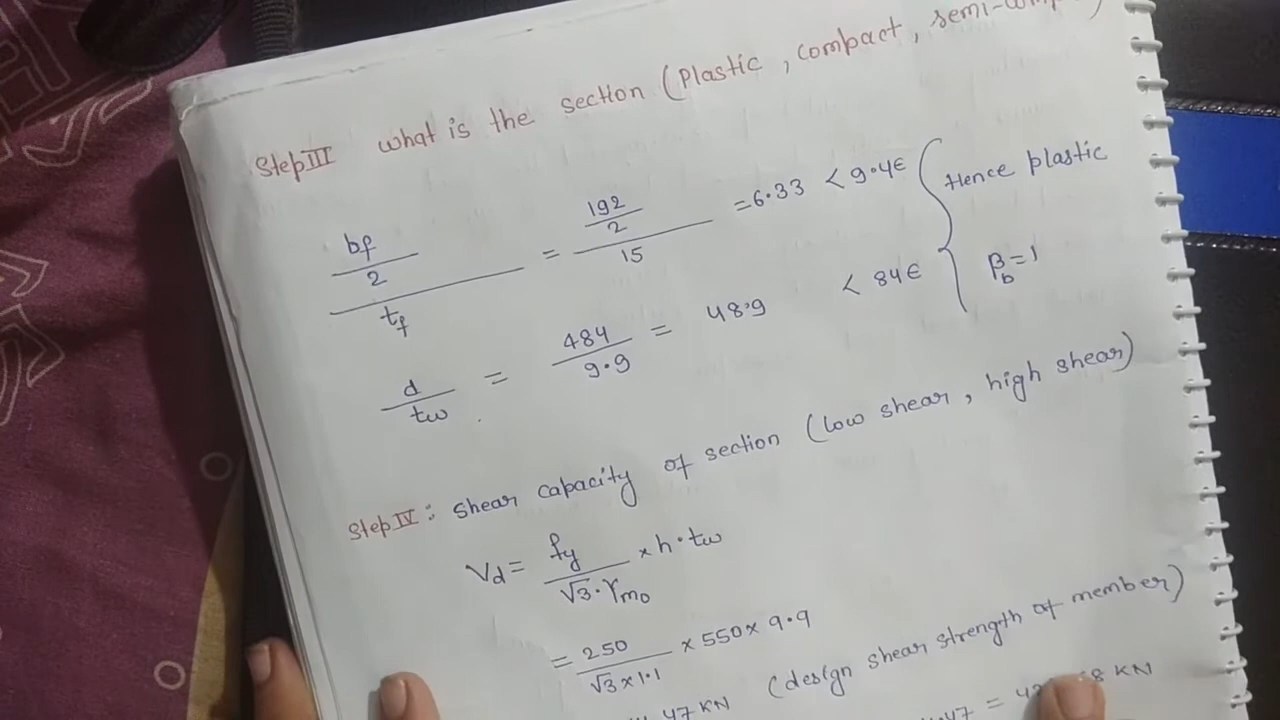 Step III what is the section (Plastic, compact, semi-
bf/2 / tf = 192/2 / 15 = 6.33 < 9.4ϵ { Hence plastic
d/tw = 484/9.9 = 48.9 < 84ϵ βb = 1
Step IV: Shear capacity of section (low shear, high shear)
Vd = fy/√3·γm0 × h·tw
= 250/√3×1.1 × 550 × 9.9
47 KN (design shear strength of member)
47 = KN